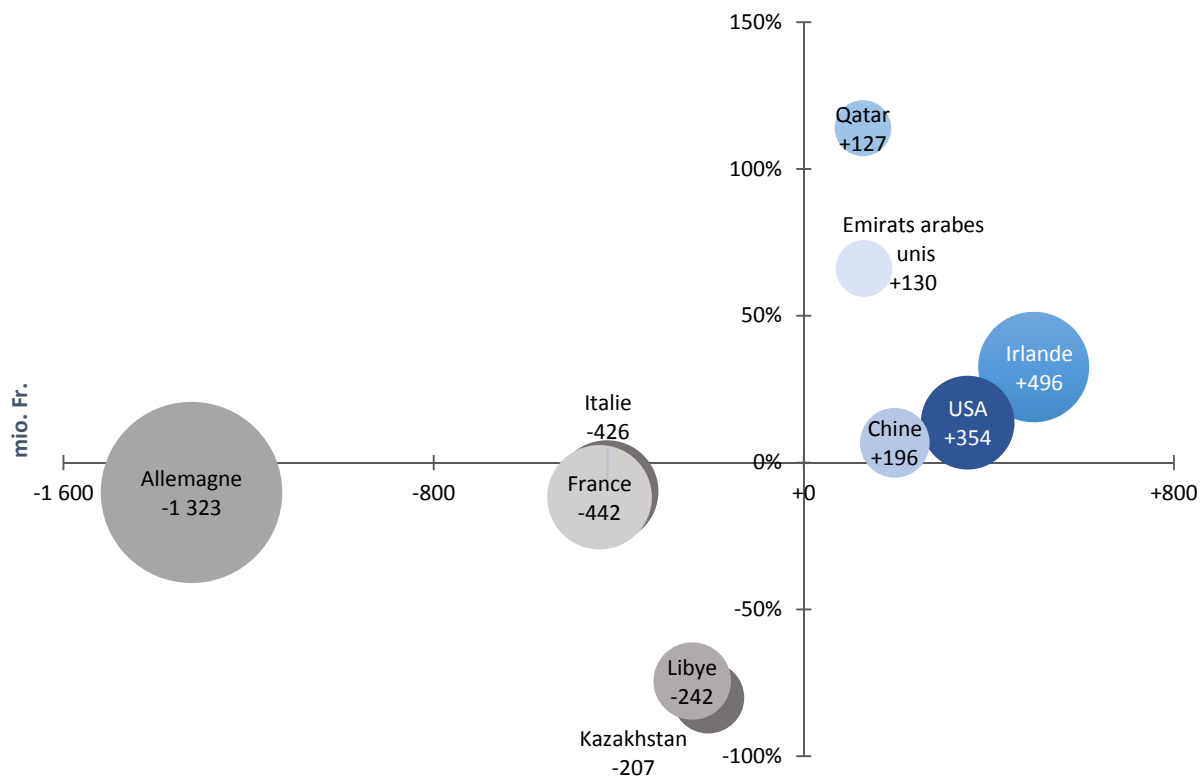 150%
Qatar
+127
100%
Emirats arabes
unis
+130
50%
Irlande
+496
USA
+354
Chine
+196
mio. Fr.
Italie
-426
0%
Allemagne
-1 323
France
-442
-1 600
-800
+0
+800
-50%
Libye
-242
Kazakhstan
-207
-100%